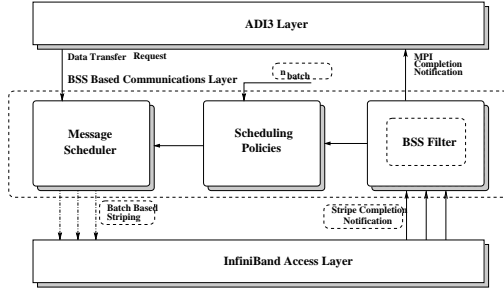 ADI3 Layer
Data Transfer Request
MPI
Completion
Notification
BSS Based Communications Layer
n batch
Message
Scheduler
Scheduling
Policies
BSS Filter
Batch Based
Striping
Stripe Completion
Notification
InfiniBand Access Layer